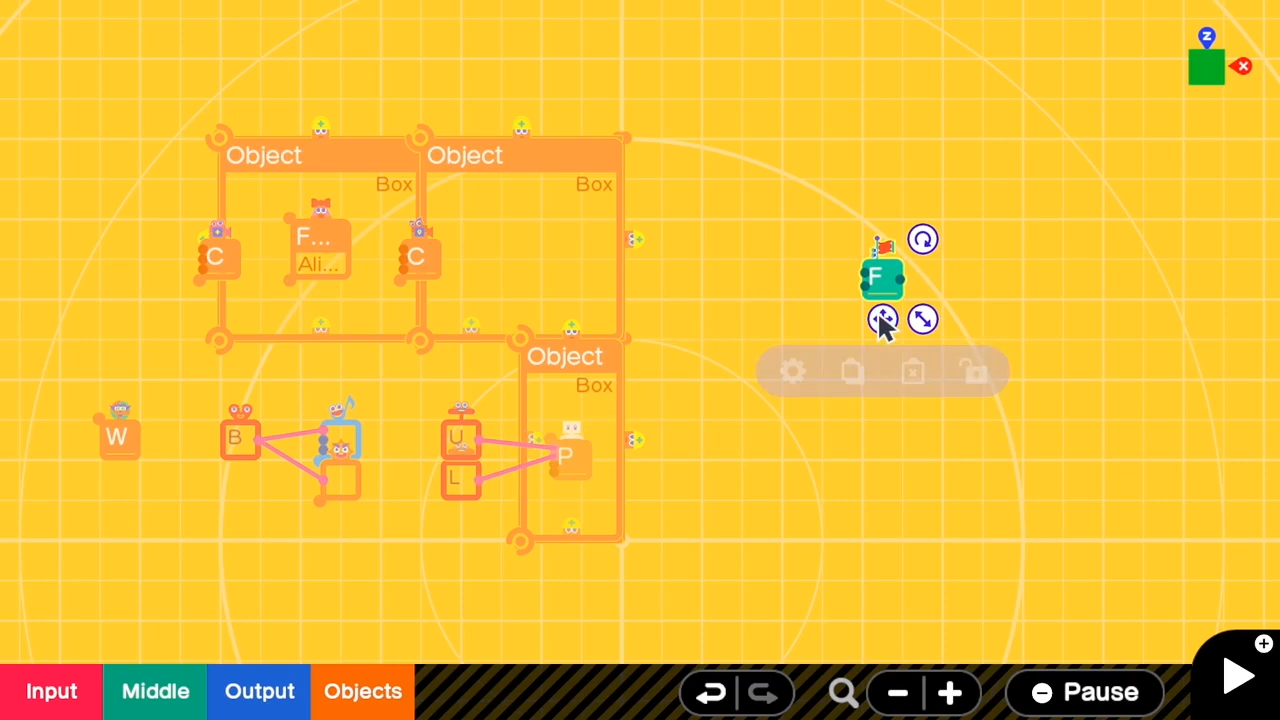 Z
X
Object
Object
Box
Box
C
F...
Ali...
C
F
Object
Box
W
B
U
P
L
Input
Middle
Output
Objects
Pause